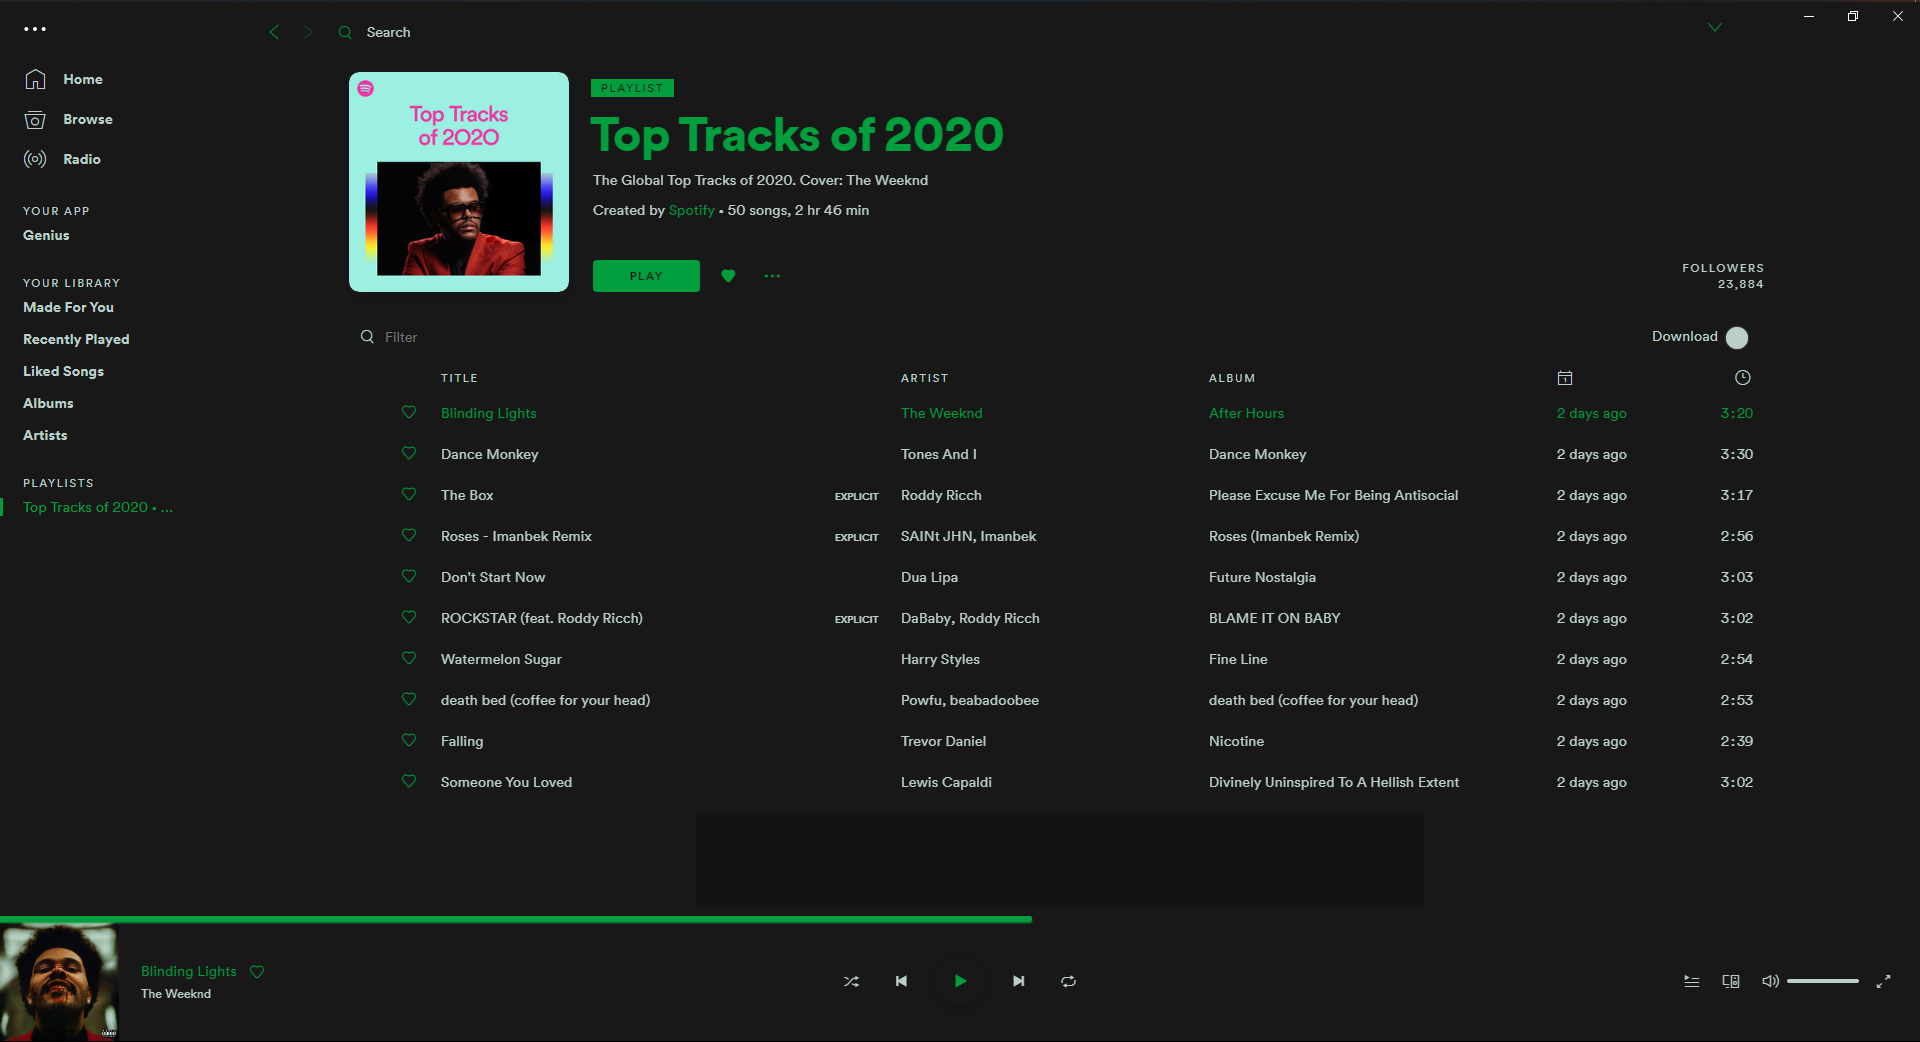 Search
Home
Browse
Radio
YOUR APP
Genius
YOUR LIBRARY
Made For You
Recently Played
Liked Songs
Albums
Artists
PLAYLISTS
Top Tracks of 2020 • ...
Top Tracks
of 2020
PLAYLIST
Top Tracks of 2020
The Global Top Tracks of 2020. Cover: The Weeknd
Created by Spotify • 50 songs, 2 hr 46 min
PLAY
FOLLOWERS
23,884
Filter
Download
TITLE ARTIST ALBUM
Blinding Lights The Weeknd After Hours 2 days ago 3:20
Dance Monkey Tones And I Dance Monkey 2 days ago 3:30
The Box EXPLICIT Roddy Ricch Please Excuse Me For Being Antisocial 2 days ago 3:17
Roses - Imanbek Remix EXPLICIT SAINt JHN, Imanbek Roses (Imanbek Remix) 2 days ago 2:56
Don't Start Now Dua Lipa Future Nostalgia 2 days ago 3:03
ROCKSTAR (feat. Roddy Ricch) EXPLICIT DaBaby, Roddy Ricch BLAME IT ON BABY 2 days ago 3:02
Watermelon Sugar Harry Styles Fine Line 2 days ago 2:54
death bed (coffee for your head) Powfu, beabadoobee death bed (coffee for your head) 2 days ago 2:53
Falling Trevor Daniel Nicotine 2 days ago 2:39
Someone You Loved Lewis Capaldi Divinely Uninspired To A Hellish Extent 2 days ago 3:02
Blinding Lights
The Weeknd